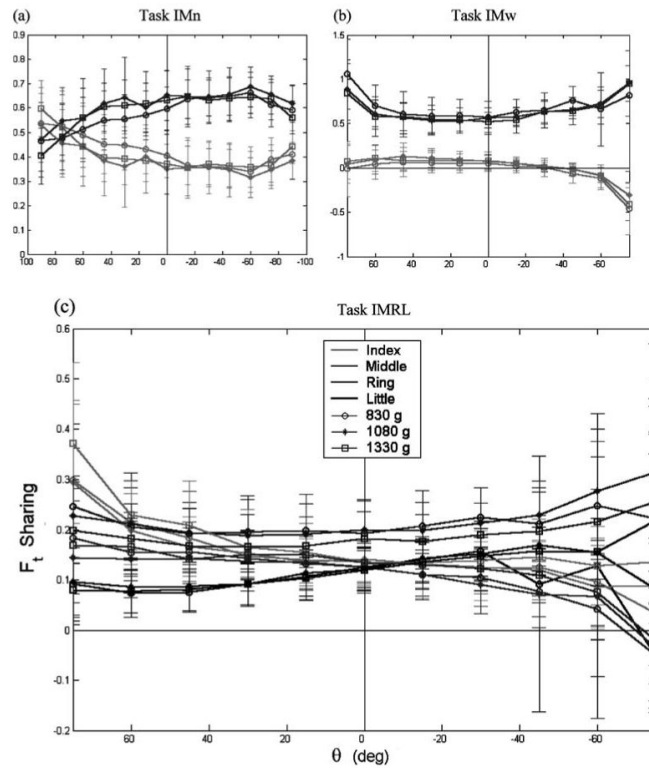 (a) Task IMn
0.9
0.8
0.7
0.6
0.5
0.4
0.3
0.2
0.1
0
100 80 60 40 20 0 -20 -40 -60 -80 -100
(b) Task IMw
1.5
1
0.5
0
-0.5
-1
60 40 20 0 -20 -40 -60
(c) Task IMRL
0.6
0.5
0.4
0.3
0.2
0.1
0
-0.1
-0.2
Ft Sharing
Index
Middle
Ring
Little
830 g
1080 g
1330 g
60 40 20 0 -20 -40 -60
θ (deg)